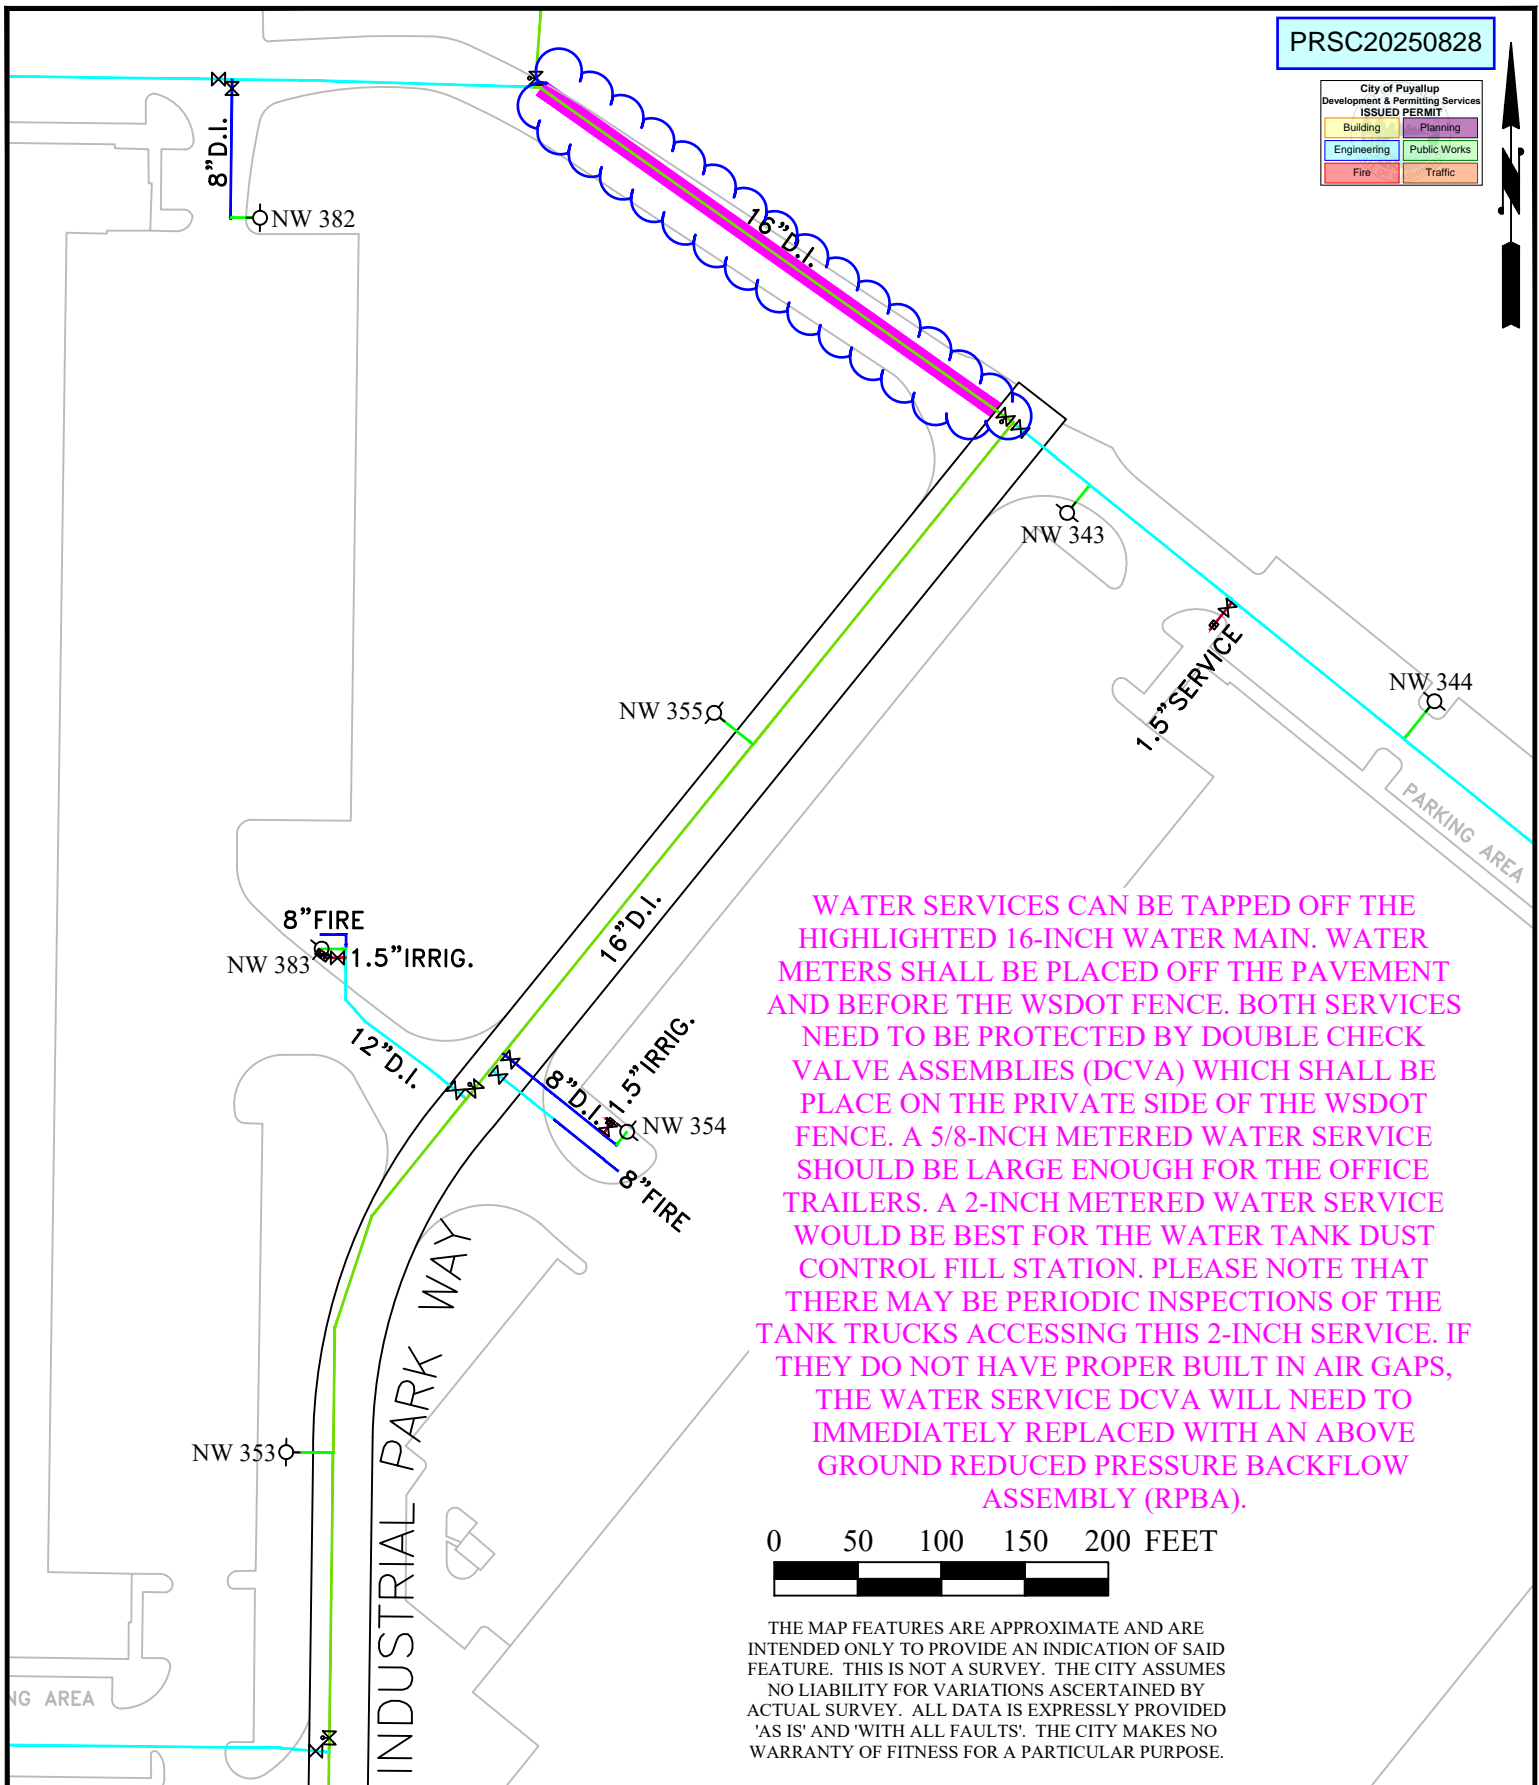 PRSC20250828
City of Puyallup
Development & Permitting Services
ISSUED PERMIT
Building
Planning
Engineering
Public Works
Fire
Traffic
N
8"D.I.
NW 382
16"D.I.
NW 343
1.5"SERVICE
NW 344
NW 355
PARKING AREA
8"FIRE
1.5"IRRIG.
NW 383
12"D.I.
16"D.I.
8"D.I.
1.5"IRRIG.
NW 354
8"FIRE
WATER SERVICES CAN BE TAPPED OFF THE
HIGHLIGHTED 16-INCH WATER MAIN. WATER
METERS SHALL BE PLACED OFF THE PAVEMENT
AND BEFORE THE WSDOT FENCE. BOTH SERVICES
NEED TO BE PROTECTED BY DOUBLE CHECK
VALVE ASSEMBLIES (DCVA) WHICH SHALL BE
PLACE ON THE PRIVATE SIDE OF THE WSDOT
FENCE. A 5/8-INCH METERED WATER SERVICE
SHOULD BE LARGE ENOUGH FOR THE OFFICE
TRAILERS. A 2-INCH METERED WATER SERVICE
WOULD BE BEST FOR THE WATER TANK DUST
CONTROL FILL STATION. PLEASE NOTE THAT
THERE MAY BE PERIODIC INSPECTIONS OF THE
TANK TRUCKS ACCESSING THIS 2-INCH SERVICE. IF
THEY DO NOT HAVE PROPER BUILT IN AIR GAPS,
THE WATER SERVICE DCVA WILL NEED TO
IMMEDIATELY REPLACED WITH AN ABOVE
GROUND REDUCED PRESSURE BACKFLOW
ASSEMBLY (RPBA).
NW 353
INDUSTRIAL PARK WAY
0 50 100 150 200 FEET
THE MAP FEATURES ARE APPROXIMATE AND ARE
INTENDED ONLY TO PROVIDE AN INDICATION OF SAID
FEATURE. THIS IS NOT A SURVEY. THE CITY ASSUMES
NO LIABILITY FOR VARIATIONS ASCERTAINED BY
ACTUAL SURVEY. ALL DATA IS EXPRESSLY PROVIDED
'AS IS' AND 'WITH ALL FAULTS'. THE CITY MAKES NO
WARRANTY OF FITNESS FOR A PARTICULAR PURPOSE.
NG AREA